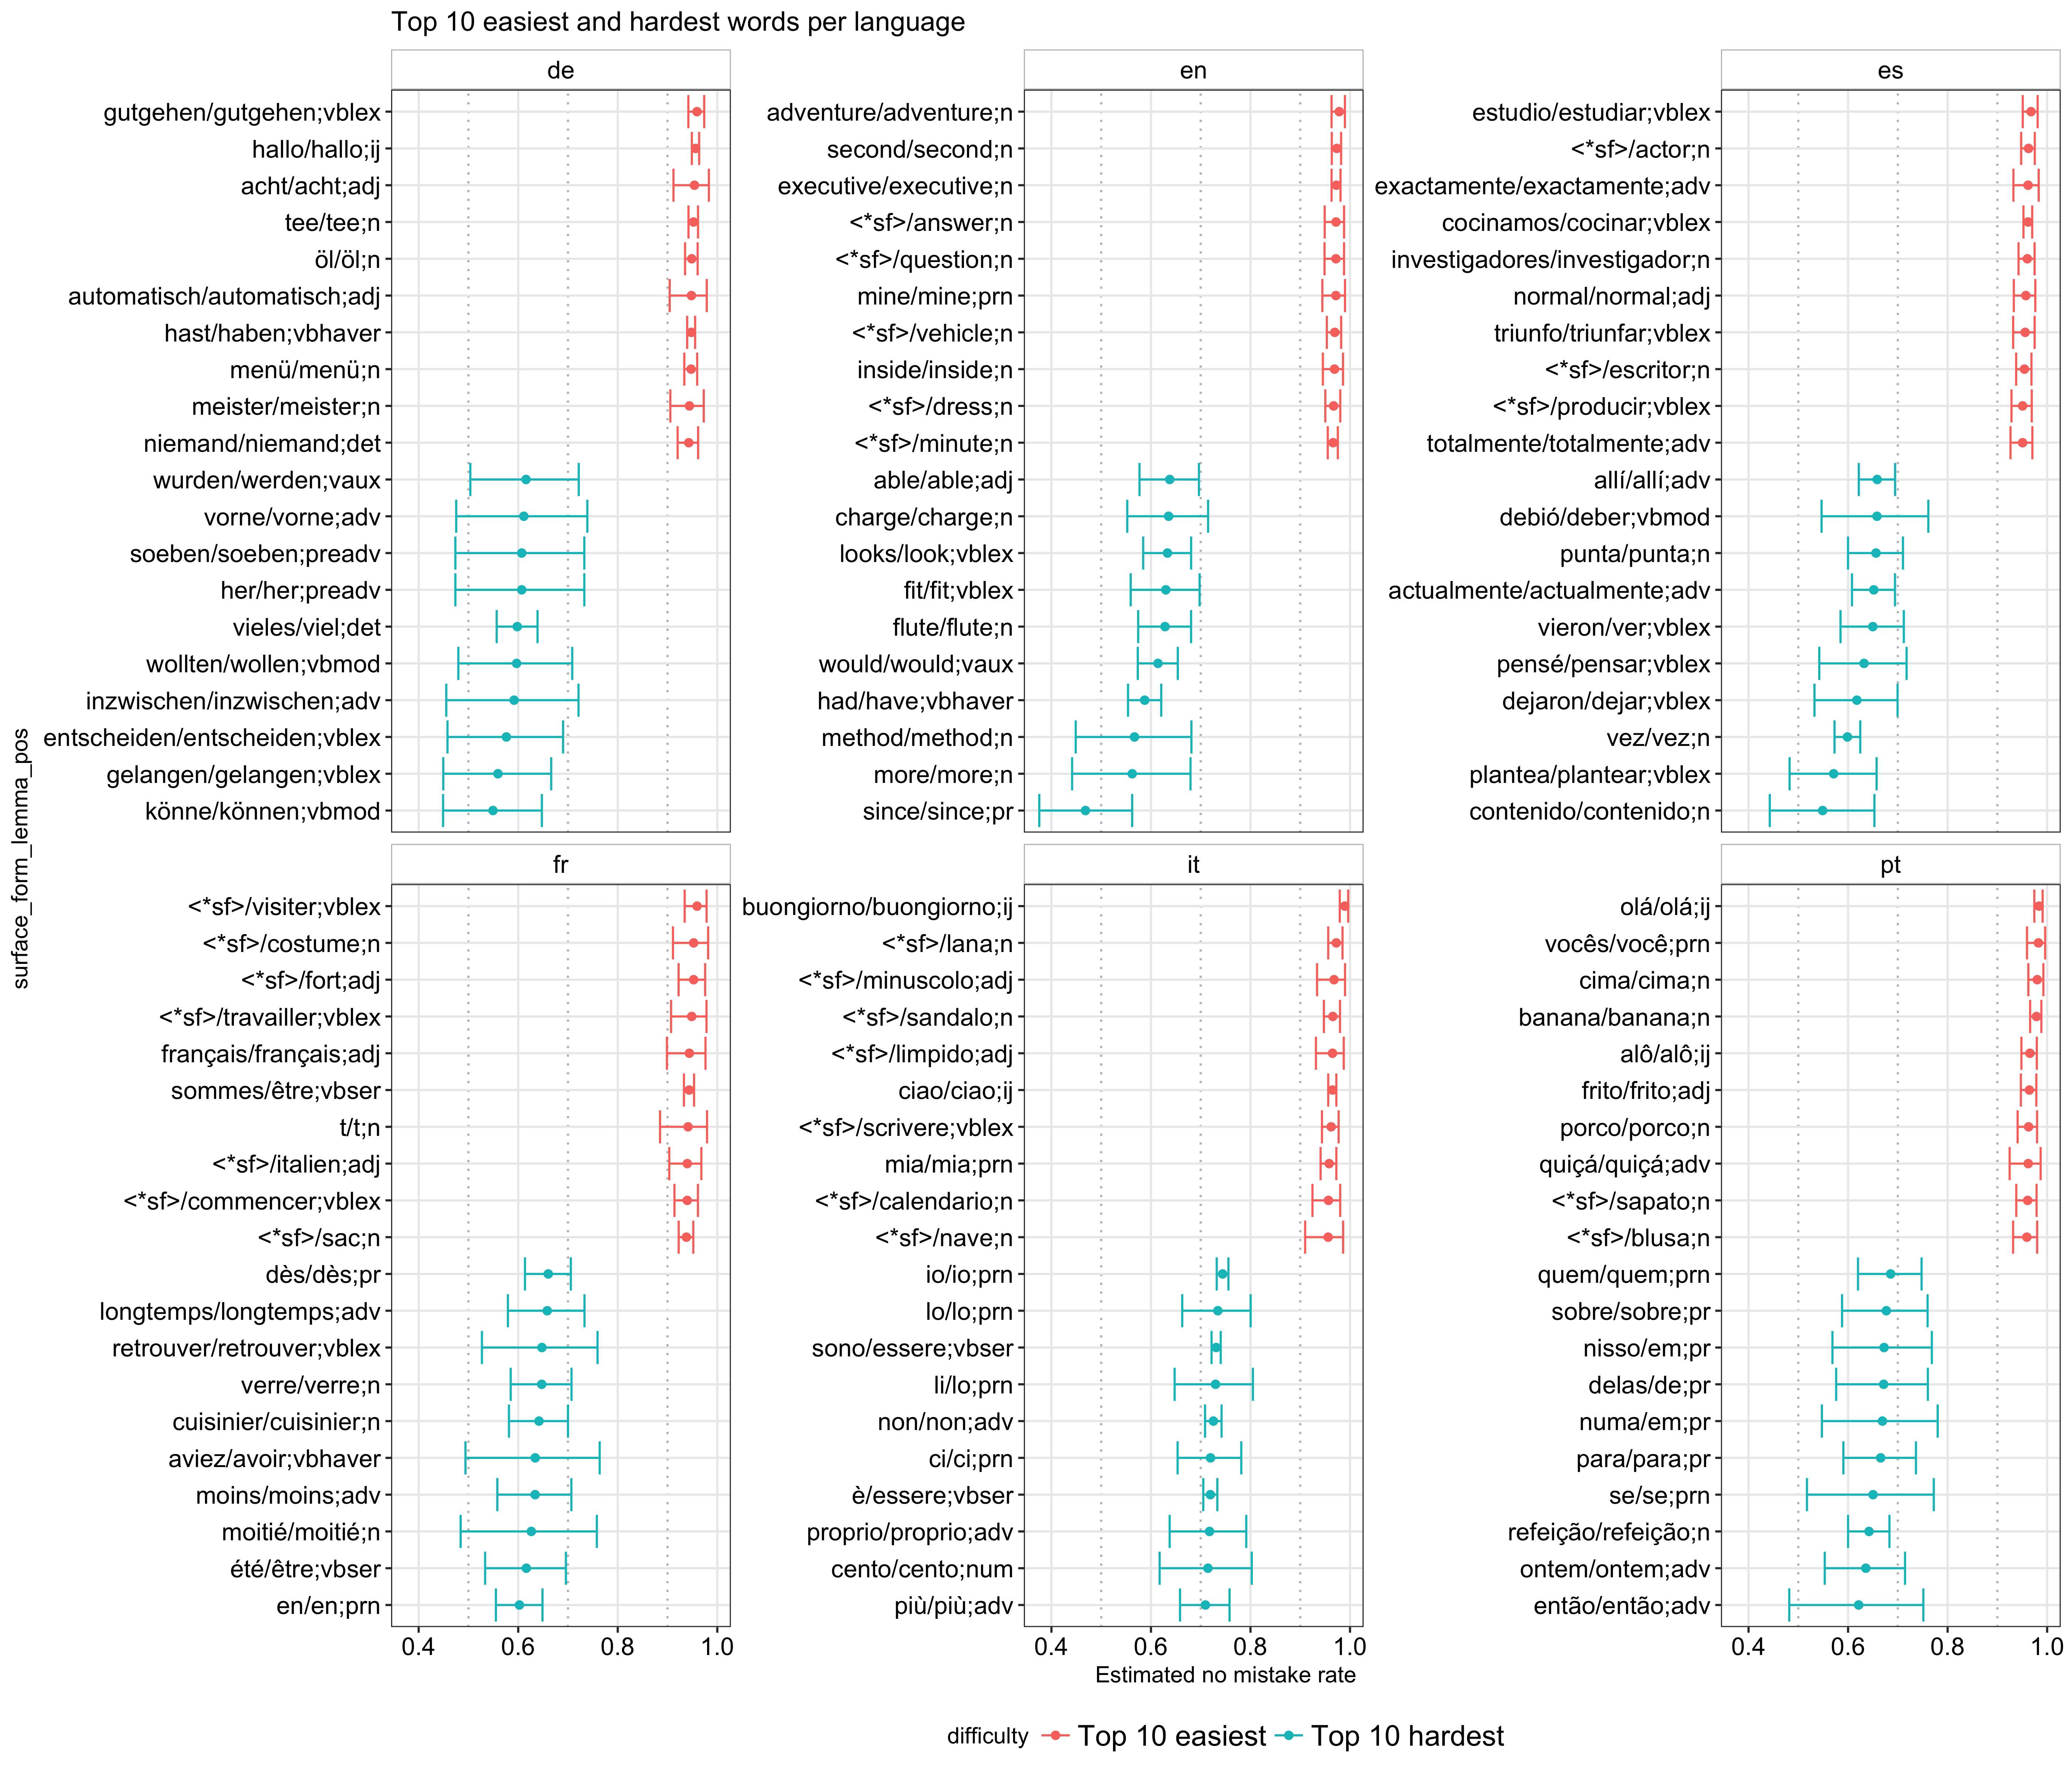 Top 10 easiest and hardest words per language
de
gutgehen/gutgehen;vblex
hallo/hallo;ij
acht/acht;adj
tee/tee;n
öl/öl;n
automatisch/automatisch;adj
hast/haben;vbhaver
menü/menü;n
meister/meister;n
niemand/niemand;det
wurden/werden;vaux
vorne/vorne;adv
soeben/soeben;preadv
her/her;preadv
vieles/viel;det
wollten/wollen;vbmod
inzwischen/inzwischen;adv
entscheiden/entscheiden;vblex
gelangen/gelangen;vblex
könne/können;vbmod
en
adventure/adventure;n
second/second;n
executive/executive;n
<*sf>/answer;n
<*sf>/question;n
mine/mine;prn
<*sf>/vehicle;n
inside/inside;n
<*sf>/dress;n
<*sf>/minute;n
able/able;adj
charge/charge;n
looks/look;vblex
fit/fit;vblex
flute/flute;n
would/would;vaux
had/have;vbhaver
method/method;n
more/more;n
since/since;pr
es
estudio/estudiar;vblex
<*sf>/actor;n
exactamente/exactamente;adv
cocinamos/cocinar;vblex
investigadores/investigador;n
normal/normal;adj
triunfo/triunfar;vblex
<*sf>/escritor;n
<*sf>/producir;vblex
totalmente/totalmente;adv
allí/allí;adv
debió/deber;vbmod
punta/punta;n
actualmente/actualmente;adv
vieron/ver;vblex
pensé/pensar;vblex
dejaron/dejar;vblex
vez/vez;n
plantea/plantear;vblex
contenido/contenido;n
surface_form_lemma_pos
fr
<*sf>/visiter;vblex
<*sf>/costume;n
<*sf>/fort;adj
<*sf>/travailler;vblex
français/français;adj
sommes/être;vbser
t/t;n
<*sf>/italien;adj
<*sf>/commencer;vblex
<*sf>/sac;n
dès/dès;pr
longtemps/longtemps;adv
retrouver/retrouver;vblex
verre/verre;n
cuisinier/cuisinier;n
aviez/avoir;vbhaver
moins/moins;adv
moitié/moitié;n
été/être;vbser
en/en;prn
0.4 0.6 0.8 1.0
it
buongiorno/buongiorno;ij
<*sf>/lana;n
<*sf>/minuscolo;adj
<*sf>/sandalo;n
<*sf>/limpido;adj
ciao/ciao;ij
<*sf>/scrivere;vblex
mia/mia;prn
<*sf>/calendario;n
<*sf>/nave;n
io/io;prn
lo/lo;prn
sono/essere;vbser
li/lo;prn
non/non;adv
ci/ci;prn
è/essere;vbser
proprio/proprio;adv
cento/cento;num
più/più;adv
0.4 0.6 0.8 1.0
pt
olá/olá;ij
vocês/você;prn
cima/cima;n
banana/banana;n
alô/alô;ij
frito/frito;adj
porco/porco;n
quiçá/quiçá;adv
<*sf>/sapato;n
<*sf>/blusa;n
quem/quem;prn
sobre/sobre;pr
nisso/em;pr
delas/de;pr
numa/em;pr
para/para;pr
se/se;prn
refeição/refeição;n
ontem/ontem;adv
então/então;adv
0.4 0.6 0.8 1.0
Estimated no mistake rate
difficulty Top 10 easiest Top 10 hardest